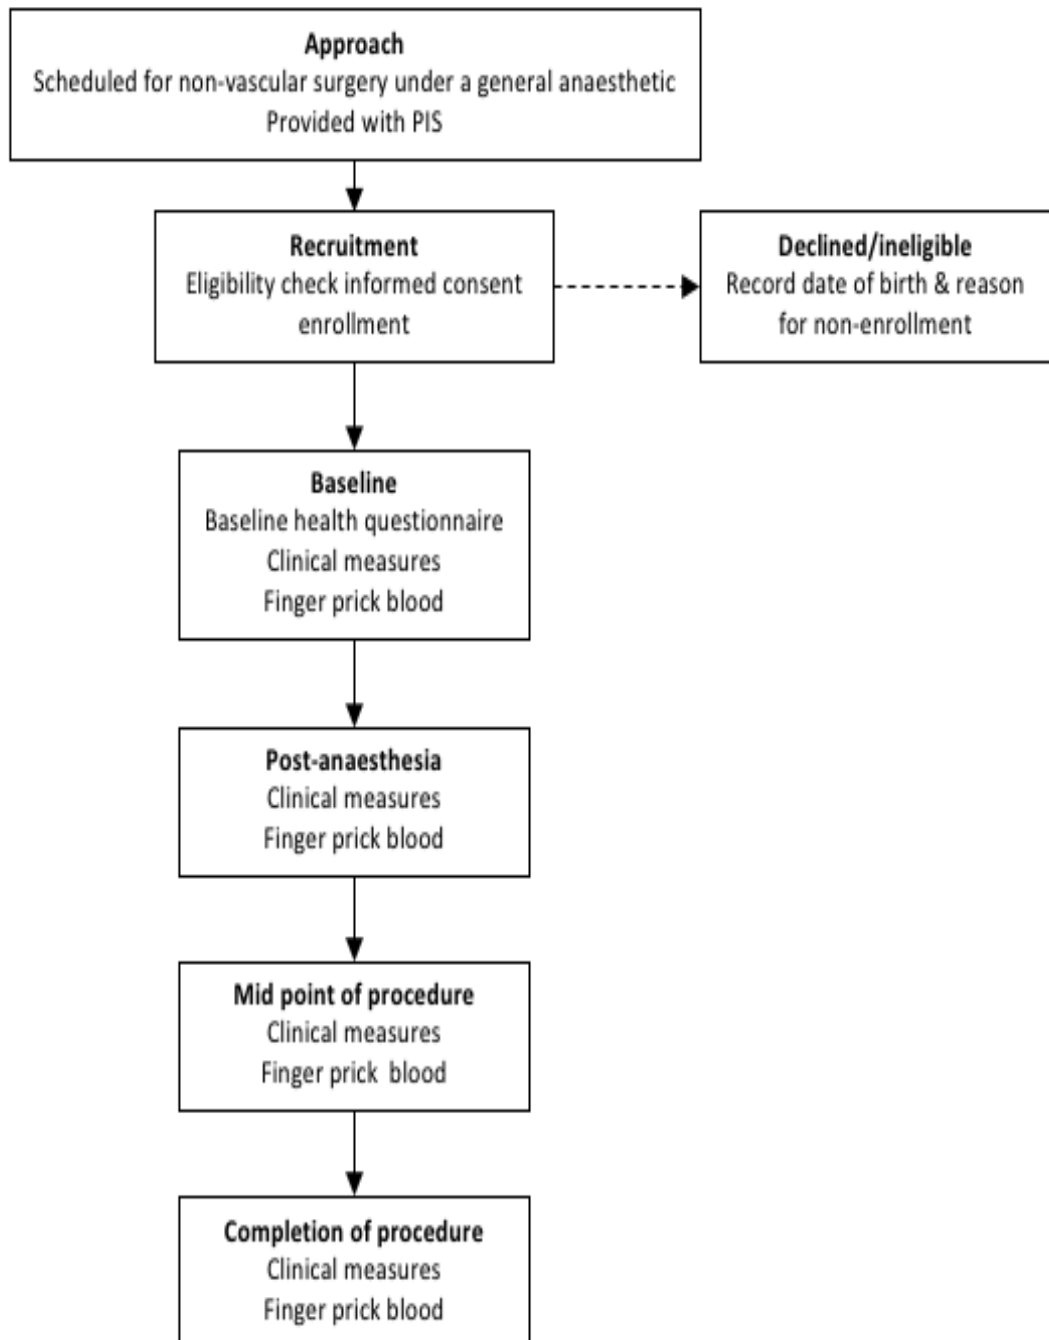 Approach
Scheduled for non-vascular surgery under a general anaesthetic
Provided with PIS
Recruitment
Eligibility check informed consent
enrollment
Declined/ineligible
Record date of birth & reason
for non-enrollment
Baseline
Baseline health questionnaire
Clinical measures
Finger prick blood
Post-anaesthesia
Clinical measures
Finger prick blood
Mid point of procedure
Clinical measures
Finger prick blood
Completion of procedure
Clinical measures
Finger prick blood